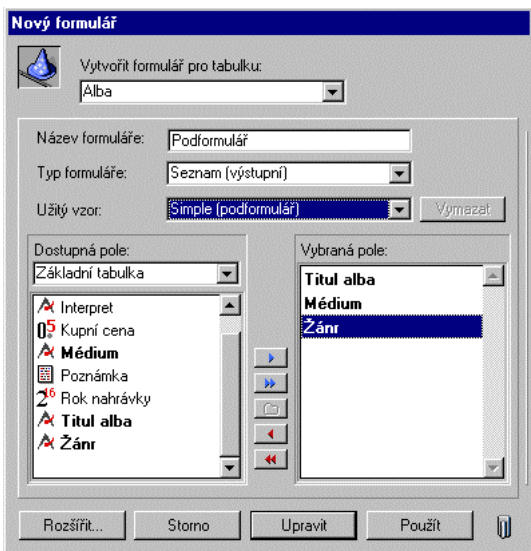 Nový formulář
Vytvořit formulář pro tabulku:
Alba
Název formuláře:
Podformulář
Typ formuláře:
Seznam (výstupní)
Užitý vzor:
Simple (podformulář)
Vymazat
Dostupná pole:
Základní tabulka
Interpret
Kupní cena
Médium
Poznámka
Rok nahrávky
Titul alba
Žánr
Vybraná pole:
Titul alba
Médium
Žánr
Rozšířit...
Storno
Upravit
Použít